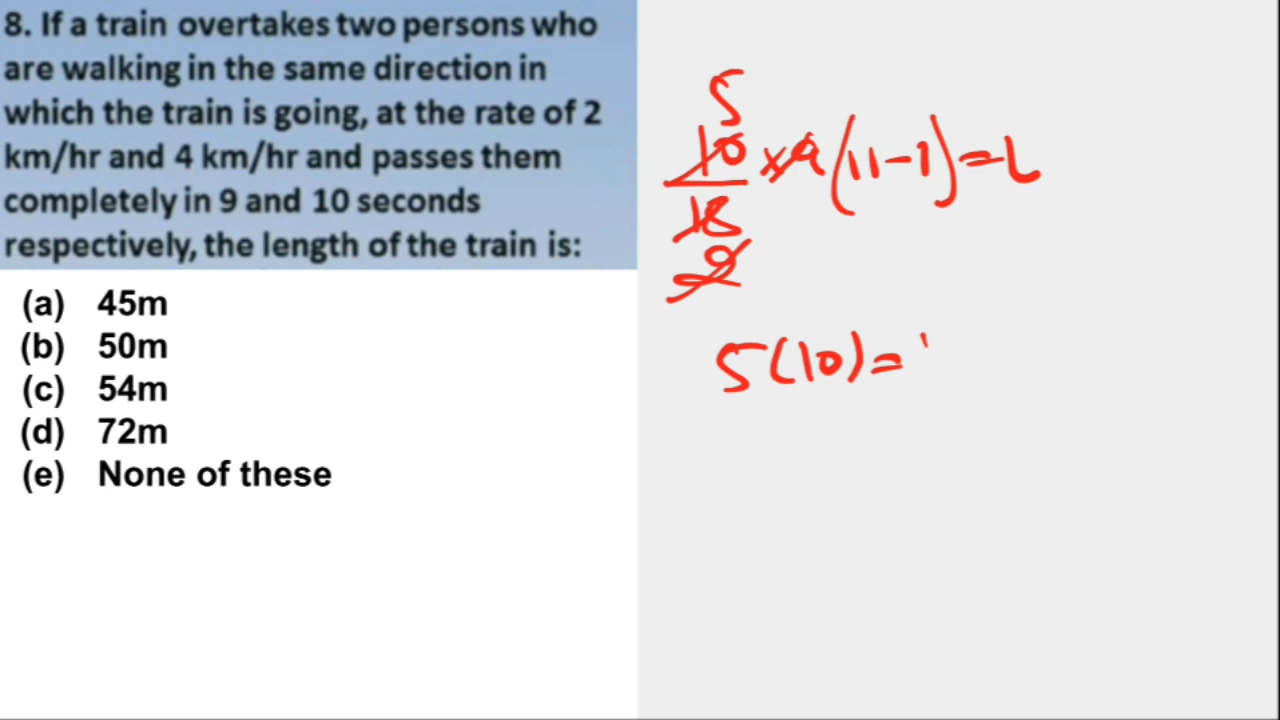 8. If a train overtakes two persons who
are walking in the same direction in
which the train is going, at the rate of 2
km/hr and 4 km/hr and passes them
completely in 9 and 10 seconds
respectively, the length of the train is:
(a) 45m
(b) 50m
(c) 54m
(d) 72m
(e) None of these
5
10
×9(11-1)=L
18
9
2
5(10)=